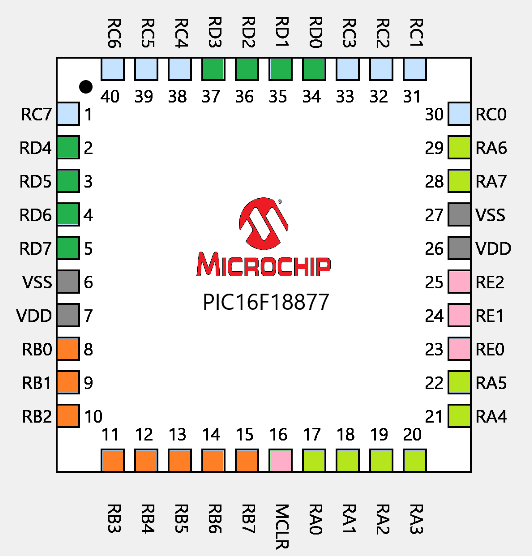 RC6 RC5 RC4 RD3 RD2 RD1 RD0 RC3 RC2 RC1
40 39 38 37 36 35 34 33 32 31
RC7 1 30 RC0
RD4 2 29 RA6
RD5 3 28 RA7
RD6 4 27 VSS
RD7 5 26 VDD
VSS 6 25 RE2
VDD 7 24 RE1
RB0 8 23 RE0
RB1 9 22 RA5
RB2 10 21 RA4
MICROCHIP
PIC16F18877
11 12 13 14 15 16 17 18 19 20
RB3 RB4 RB5 RB6 RB7 MCLR RA0 RA1 RA2 RA3